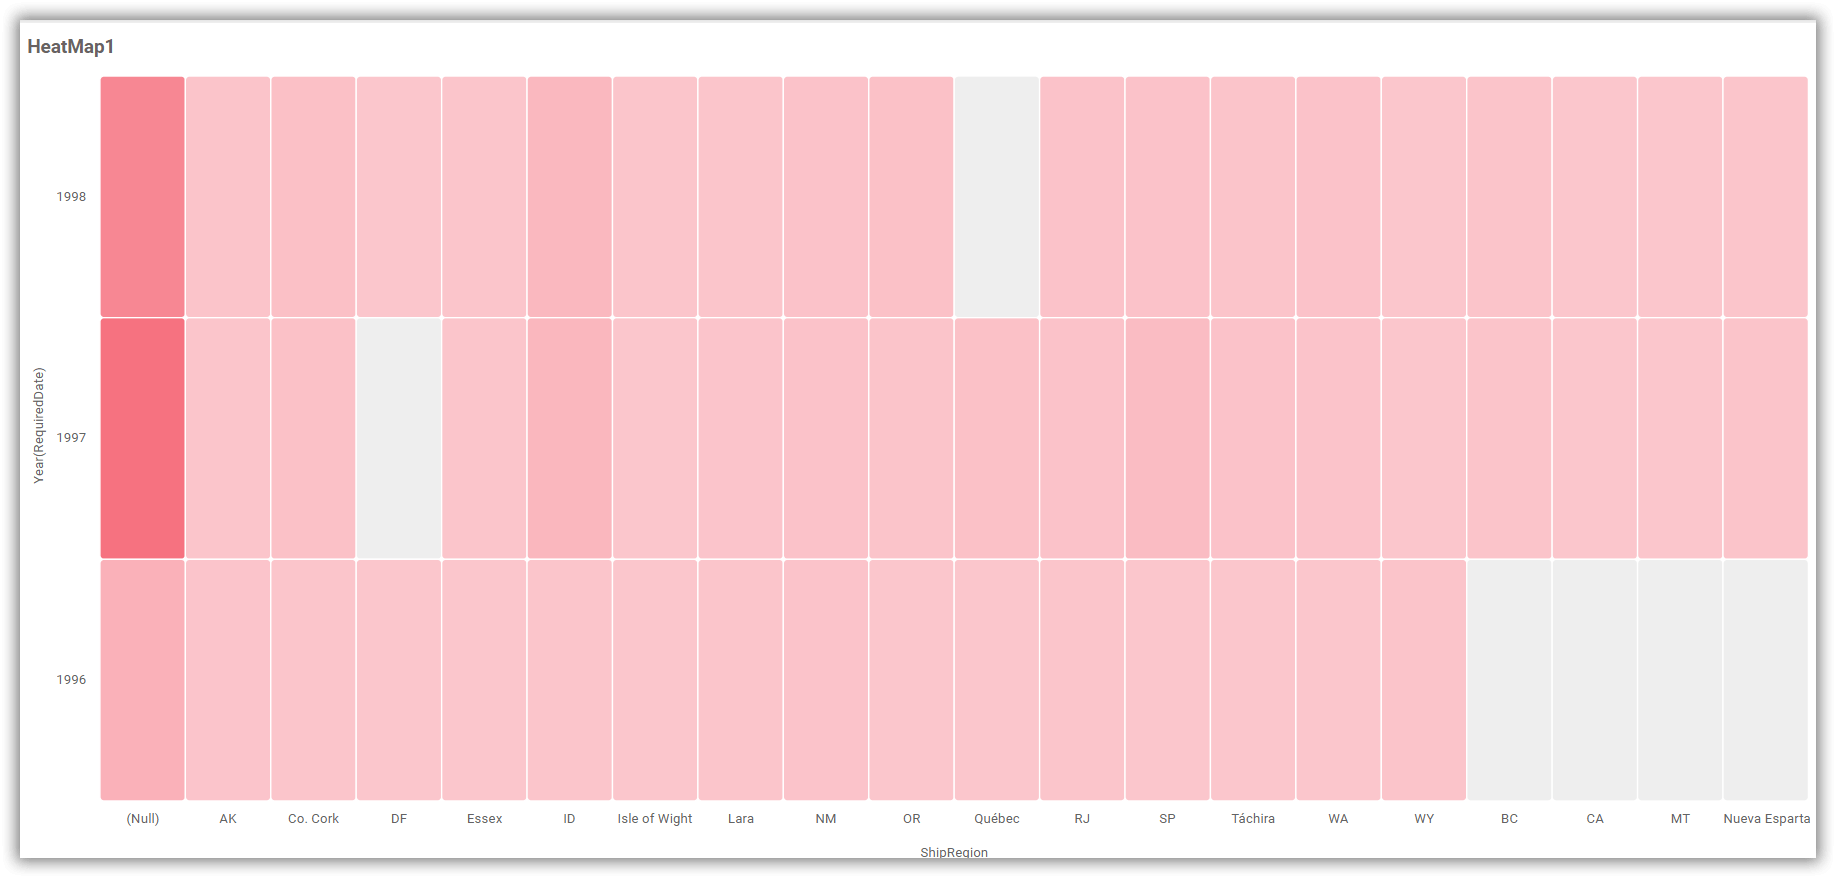 HeatMap1
1998
1997
1996
Year(RequiredDate)
(Null) AK Co. Cork DF Essex ID Isle of Wight Lara NM OR Québec RJ SP Táchira WA WY BC CA MT Nueva Esparta
ShipRegion